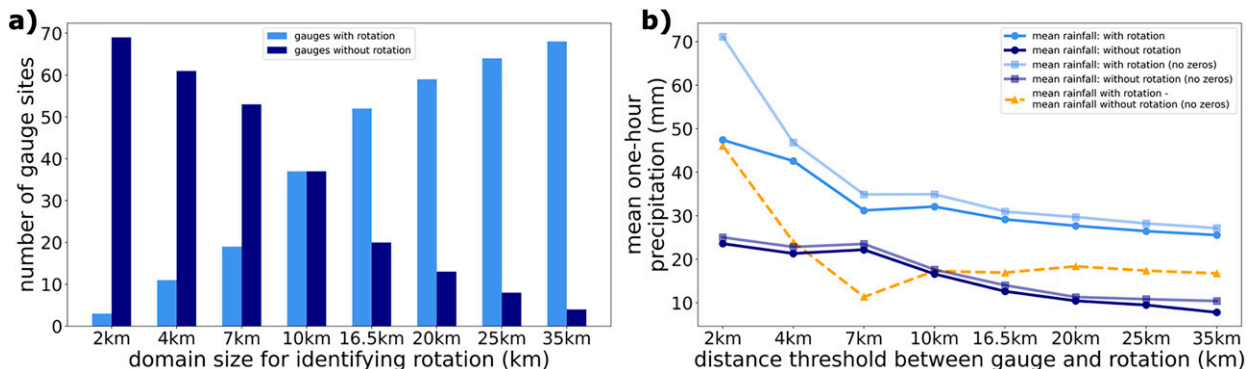 a)
number of gauge sites
70
60
50
40
30
20
10
0
gauges with rotation
gauges without rotation
2km 4km 7km 10km 16.5km 20km 25km 35km
domain size for identifying rotation (km)
b)
mean one-hour
precipitation (mm)
70
60
50
40
30
20
10
mean rainfall: with rotation
mean rainfall: without rotation
mean rainfall: with rotation (no zeros)
mean rainfall: without rotation (no zeros)
mean rainfall with rotation -
mean rainfall without rotation (no zeros)
2km 4km 7km 10km 16.5km 20km 25km 35km
distance threshold between gauge and rotation (km)